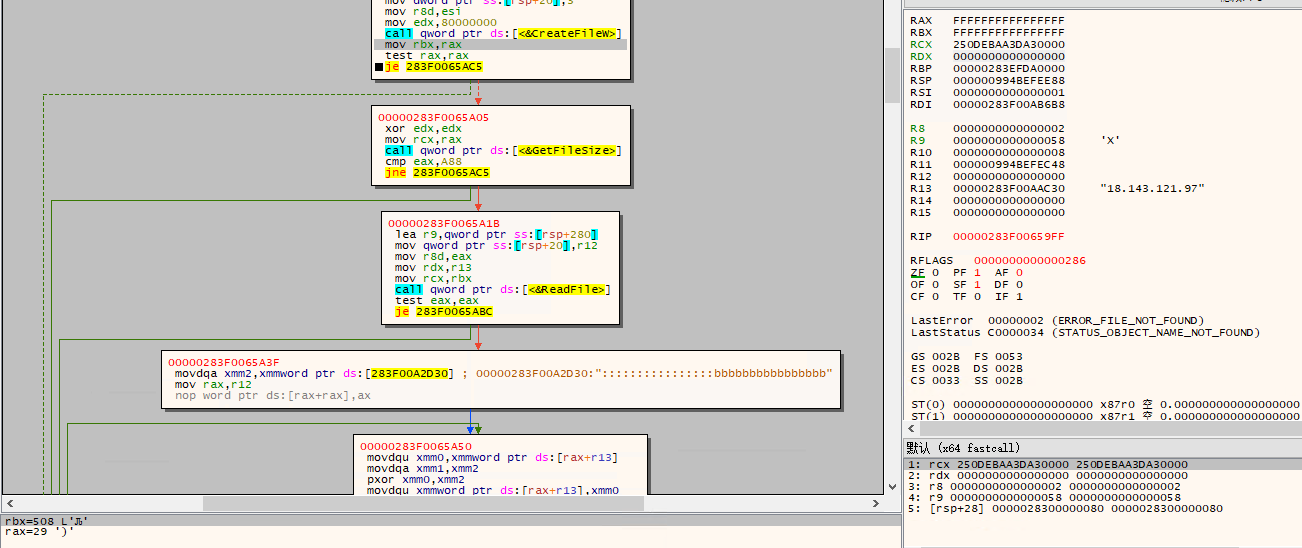 mov dword ptr ss:[rsp+20],3
mov r8d,esi
mov edx,80000000
call qword ptr ds:[<&CreateFileW>]
mov rbx,rax
test rax,rax
je 283F0065AC5
00000283F0065A05
xor edx,edx
mov rcx,rax
call qword ptr ds:[<&GetFileSize>]
cmp eax,A88
jne 283F0065AC5
00000283F0065A1B
lea r9,qword ptr ss:[rsp+280]
mov qword ptr ss:[rsp+20],r12
mov r8d,eax
mov rdx,r13
mov rcx,rbx
call qword ptr ds:[<&ReadFile>]
test eax,eax
je 283F0065ABC
00000283F0065A3F
movdqa xmm2,xmmword ptr ds:[283F00A2D30] ; 00000283F00A2D30:"::::::::::::::::bbbbbbbbbbbbbbbb"
mov rax,r12
nop word ptr ds:[rax+rax],ax
00000283F0065A50
movdqu xmm0,xmmword ptr ds:[rax+r13]
movdqa xmm1,xmm2
pxor xmm0,xmm2
movdqu xmmword ptr ds:[rax+r13],xmm0
rbx=508 L'Ԉ'
rax=29 ')'
RAX FFFFFFFFFFFFFFFF
RBX FFFFFFFFFFFFFFFF
RCX 250DEBAA3DA30000
RDX 0000000000000000
RBP 00000283EFDA0000
RSP 000000994BEFEE88
RSI 0000000000000001
RDI 00000283F00AB6B8
R8 0000000000000002
R9 0000000000000058 'X'
R10 0000000000000008
R11 000000994BEFEC48
R12 0000000000000000
R13 00000283F00AAC30 "18.143.121.97"
R14 0000000000000000
R15 0000000000000000
RIP 00000283F00659FF
RFLAGS 0000000000000286
ZF 0 PF 1 AF 0
OF 0 SF 1 DF 0
CF 0 TF 0 IF 1
LastError 00000002 (ERROR_FILE_NOT_FOUND)
LastStatus C0000034 (STATUS_OBJECT_NAME_NOT_FOUND)
GS 002B FS 0053
ES 002B DS 002B
CS 0033 SS 002B
ST(0) 00000000000000000000 x87r0 空 0.000000000000000000
ST(1) 00000000000000000000 x87r1 空 0.000000000000000000
默认 (x64 fastcall)
1: rcx 250DEBAA3DA30000 250DEBAA3DA30000
2: rdx 0000000000000000 0000000000000000
3: r8 0000000000000002 0000000000000002
4: r9 0000000000000058 0000000000000058
5: [rsp+28] 0000028300000080 0000028300000080